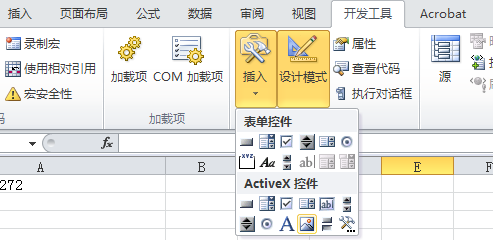 插入 页面布局 公式 数据 审阅 视图 开发工具 Acrobat
录制宏
使用相对引用
宏安全性
加载项 COM 加载项
加载项
插入 设计模式
属性
查看代码
执行对话框
源
表单控件
Aa ab|
ActiveX 控件
ab|
A
fx
A B E F
272